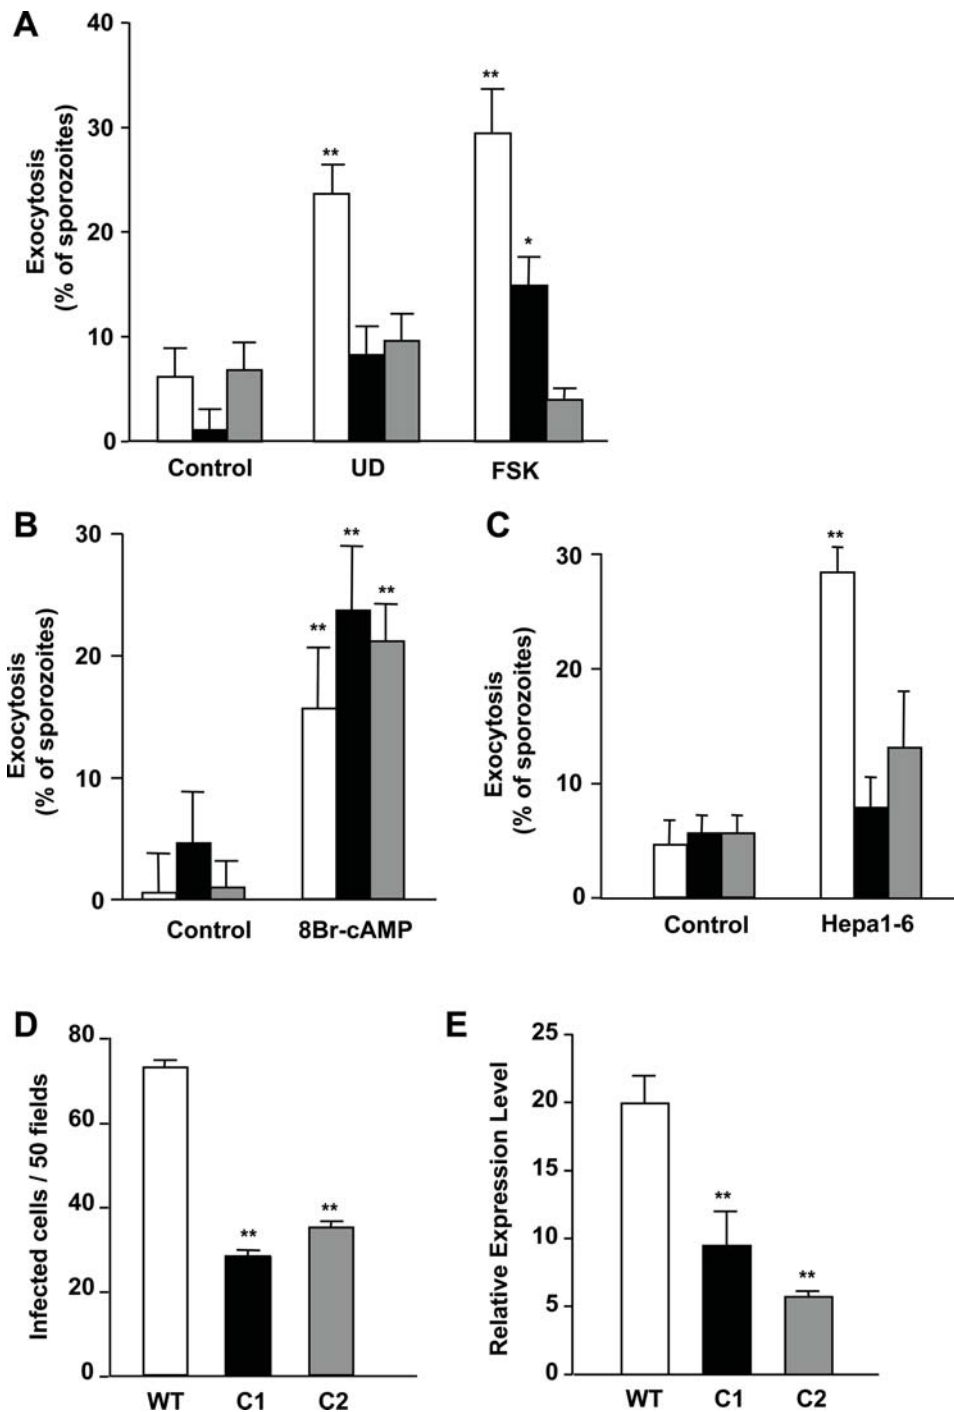 A
Exocytosis
(% of sporozoites)
40
30
20
10
0
**
**
*
Control
UD
FSK
B
Exocytosis
(% of sporozoites)
30
20
10
0
**
**
**
Control
8Br-cAMP
C
Exocytosis
(% of sporozoites)
30
20
10
0
**
Control
Hepa1-6
D
Infected cells / 50 fields
80
60
40
20
0
**
**
WT
C1
C2
E
Relative Expression Level
25
20
15
10
5
0
**
**
WT
C1
C2